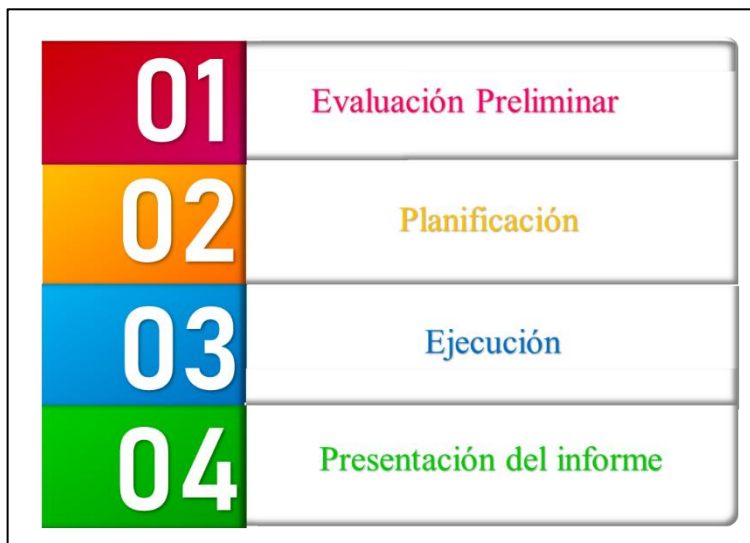 01
Evaluación Preliminar
02
Planificación
03
Ejecución
04
Presentación del informe